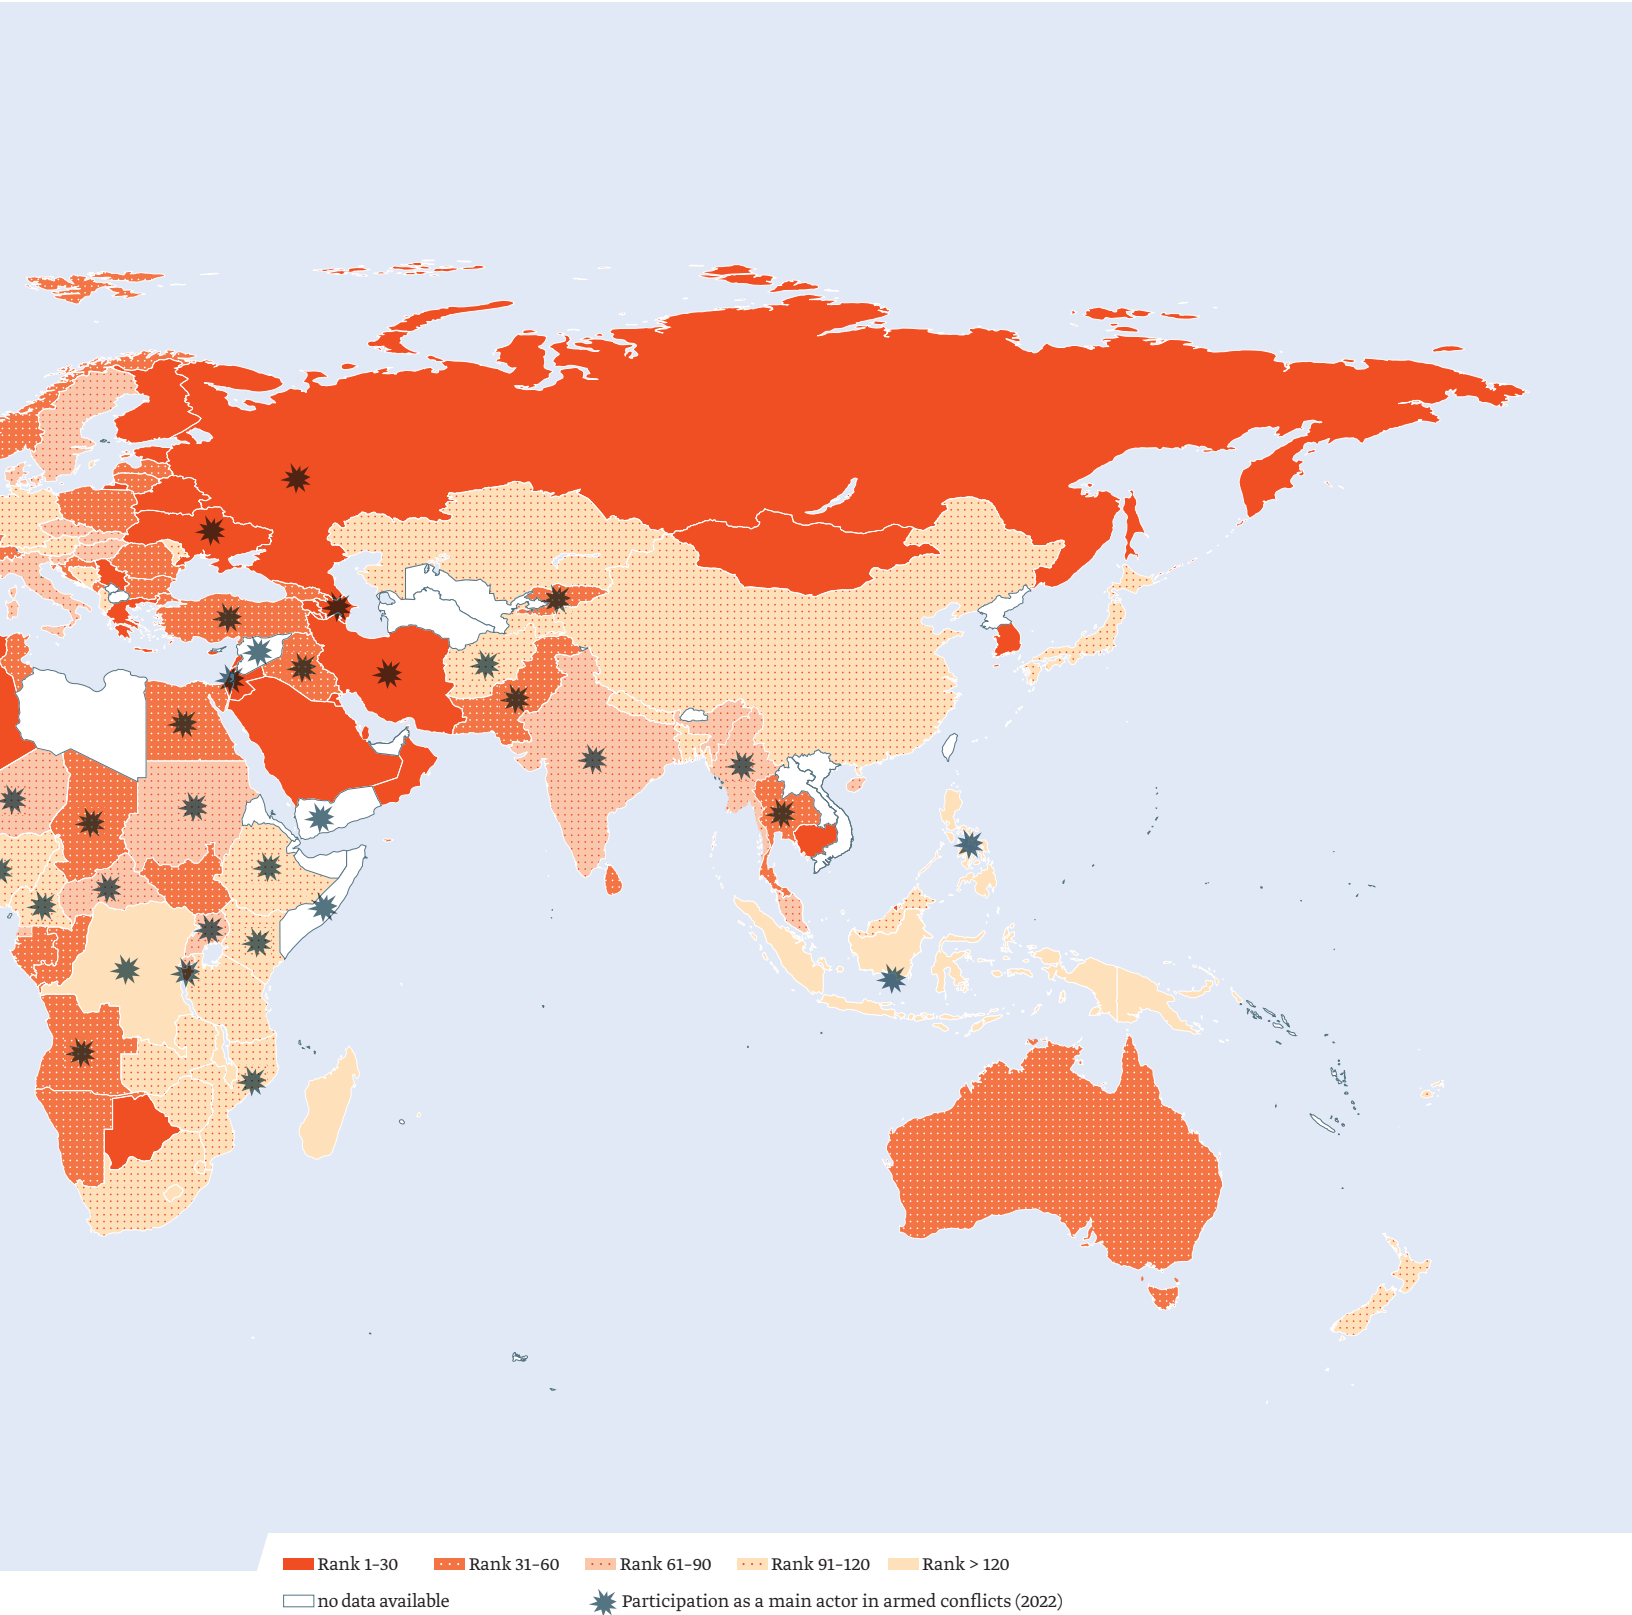 Rank 1–30 Rank 31–60 Rank 61–90 Rank 91–120 Rank > 120
no data available Participation as a main actor in armed conflicts (2022)